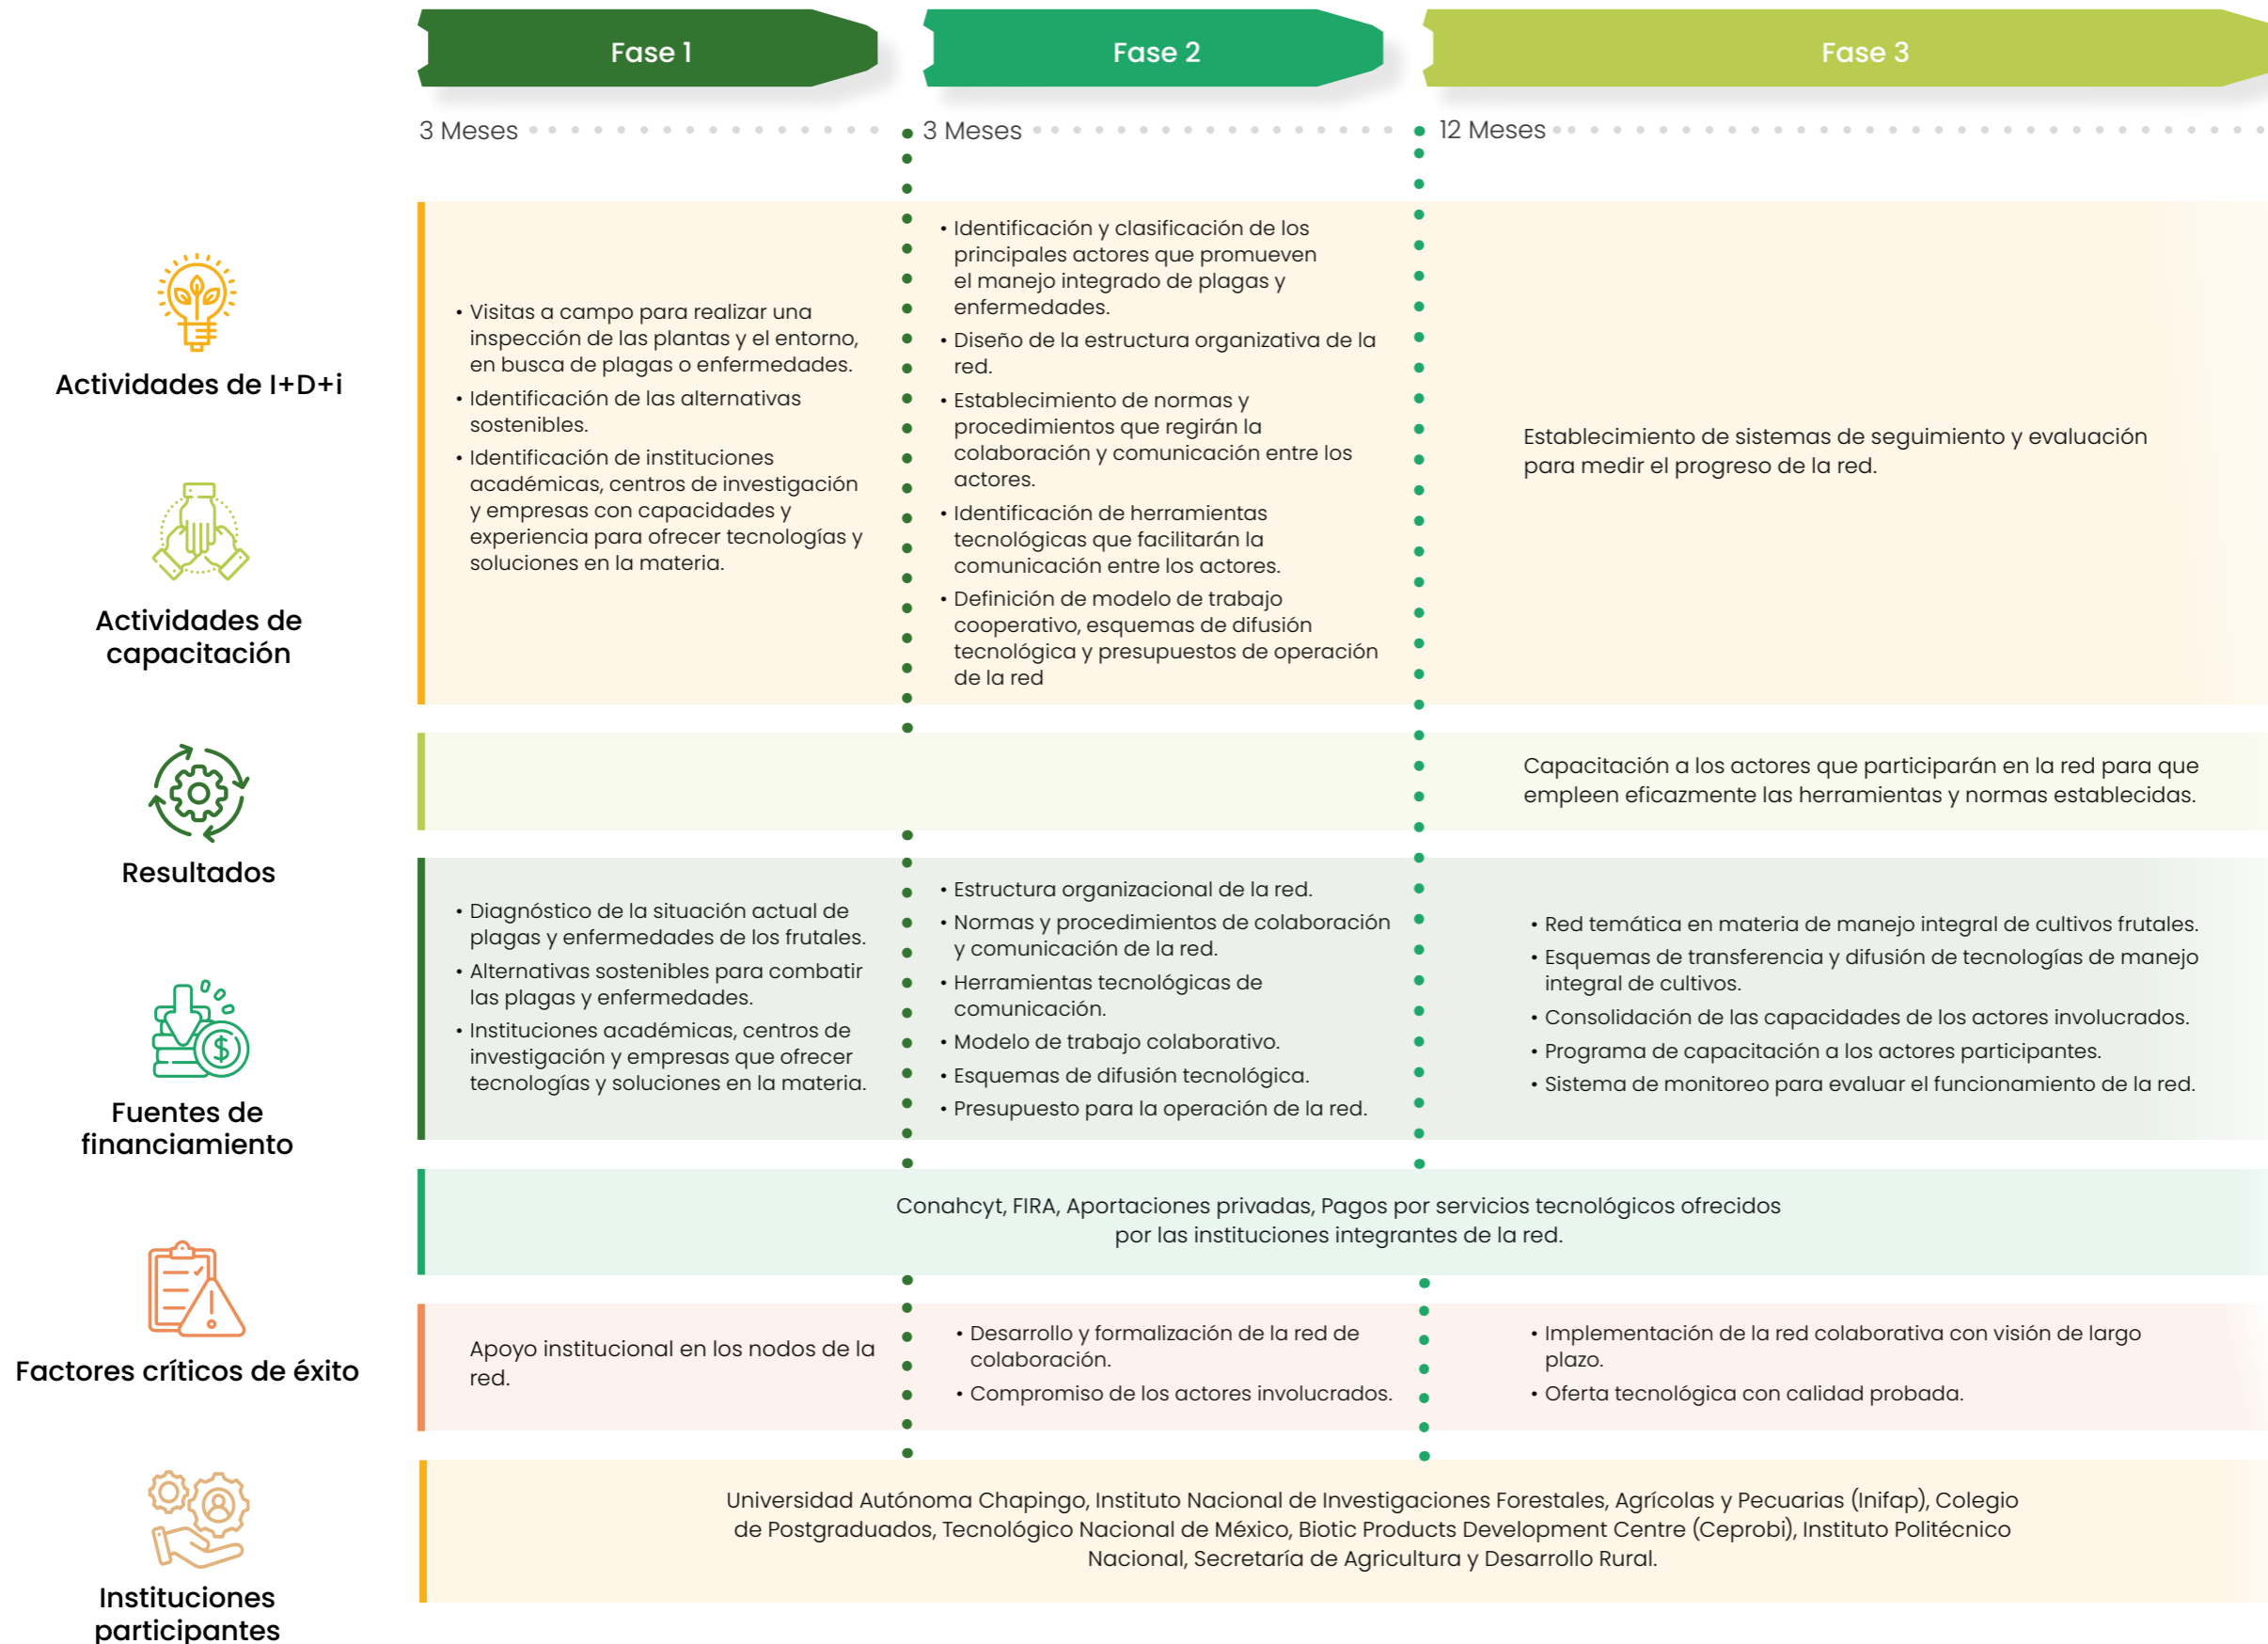 Fase 1
Fase 2
Fase 3
3 Meses
3 Meses
12 Meses
Actividades de I+D+i
• Visitas a campo para realizar una
inspección de las plantas y el entorno,
en busca de plagas o enfermedades.
• Identificación de las alternativas
sostenibles.
• Identificación de instituciones
académicas, centros de investigación
y empresas con capacidades y
experiencia para ofrecer tecnologías y
soluciones en la materia.
• Identificación y clasificación de los
principales actores que promueven
el manejo integrado de plagas y
enfermedades.
• Diseño de la estructura organizativa de la
red.
• Establecimiento de normas y
procedimientos que regirán la
colaboración y comunicación entre los
actores.
• Identificación de herramientas
tecnológicas que facilitarán la
comunicación entre los actores.
• Definición de modelo de trabajo
cooperativo, esquemas de difusión
tecnológica y presupuestos de operación
de la red
Establecimiento de sistemas de seguimiento y evaluación
para medir el progreso de la red.
Actividades de
capacitación
Capacitación a los actores que participarán en la red para que
empleen eficazmente las herramientas y normas establecidas.
Resultados
• Diagnóstico de la situación actual de
plagas y enfermedades de los frutales.
• Alternativas sostenibles para combatir
las plagas y enfermedades.
• Instituciones académicas, centros de
investigación y empresas que ofrecer
tecnologías y soluciones en la materia.
• Estructura organizacional de la red.
• Normas y procedimientos de colaboración
y comunicación de la red.
• Herramientas tecnológicas de
comunicación.
• Modelo de trabajo colaborativo.
• Esquemas de difusión tecnológica.
• Presupuesto para la operación de la red.
• Red temática en materia de manejo integral de cultivos frutales.
• Esquemas de transferencia y difusión de tecnologías de manejo
integral de cultivos.
• Consolidación de las capacidades de los actores involucrados.
• Programa de capacitación a los actores participantes.
• Sistema de monitoreo para evaluar el funcionamiento de la red.
Fuentes de
financiamiento
$
Conahcyt, FIRA, Aportaciones privadas, Pagos por servicios tecnológicos ofrecidos
por las instituciones integrantes de la red.
Factores críticos de éxito
Apoyo institucional en los nodos de la
red.
• Desarrollo y formalización de la red de
colaboración.
• Compromiso de los actores involucrados.
• Implementación de la red colaborativa con visión de largo
plazo.
• Oferta tecnológica con calidad probada.
Instituciones
participantes
Universidad Autónoma Chapingo, Instituto Nacional de Investigaciones Forestales, Agrícolas y Pecuarias (Inifap), Colegio
de Postgraduados, Tecnológico Nacional de México, Biotic Products Development Centre (Ceprobi), Instituto Politécnico
Nacional, Secretaría de Agricultura y Desarrollo Rural.